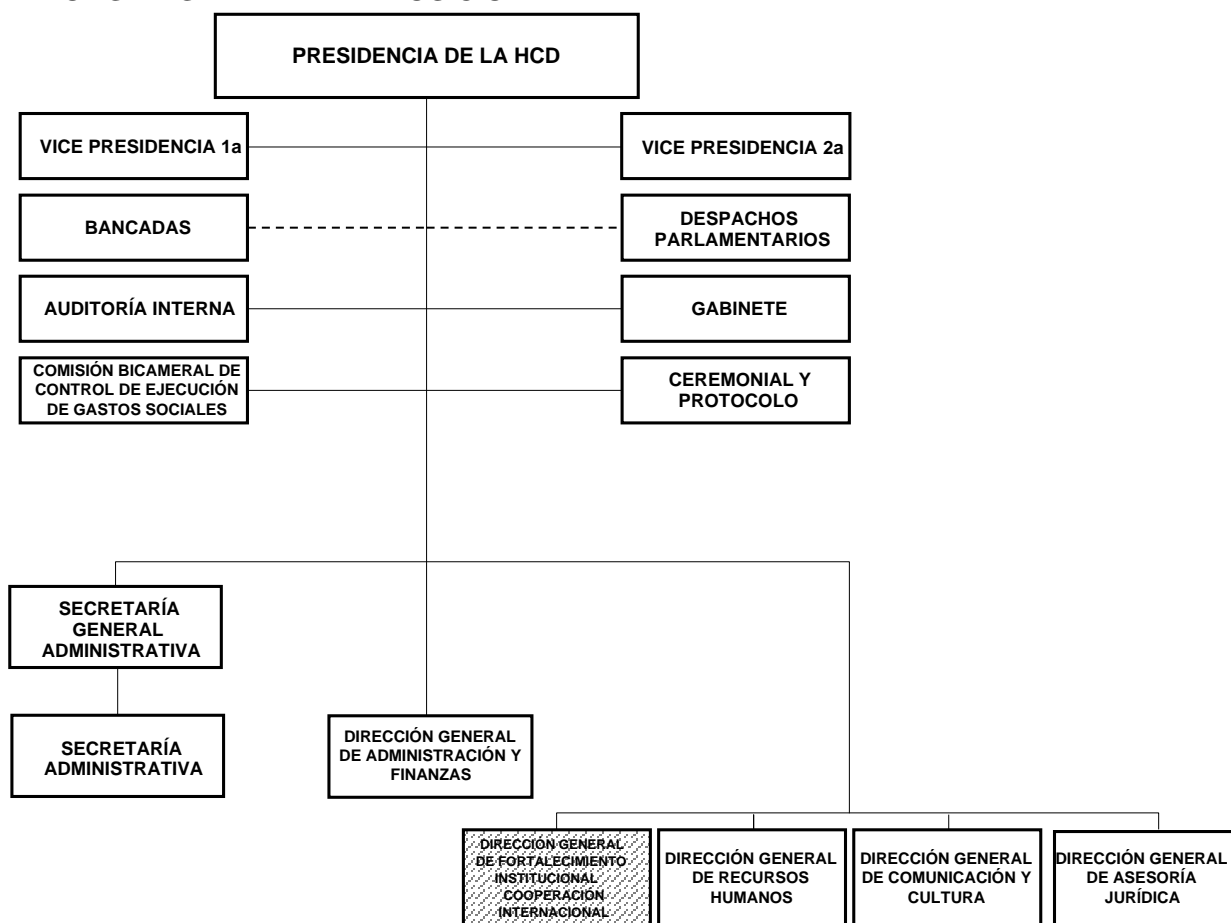 PRESIDENCIA DE LA HCD
VICE PRESIDENCIA 1a
VICE PRESIDENCIA 2a
BANCADAS
DESPACHOS
PARLAMENTARIOS
AUDITORÍA INTERNA
GABINETE
COMISIÓN BICAMERAL DE
CONTROL DE EJECUCIÓN
DE GASTOS SOCIALES
CEREMONIAL Y
PROTOCOLO
SECRETARÍA
GENERAL
ADMINISTRATIVA
SECRETARÍA
ADMINISTRATIVA
DIRECCIÓN GENERAL
DE ADMINISTRACIÓN Y
FINANZAS
DIRECCIÓN GENERAL
DE FORTALECIMIENTO
INSTITUCIONAL
COOPERACIÓN
INTERNACIONAL
DIRECCIÓN GENERAL
DE RECURSOS
HUMANOS
DIRECCIÓN GENERAL
DE COMUNICACIÓN Y
CULTURA
DIRECCIÓN GENERAL
DE ASESORÍA
JURÍDICA